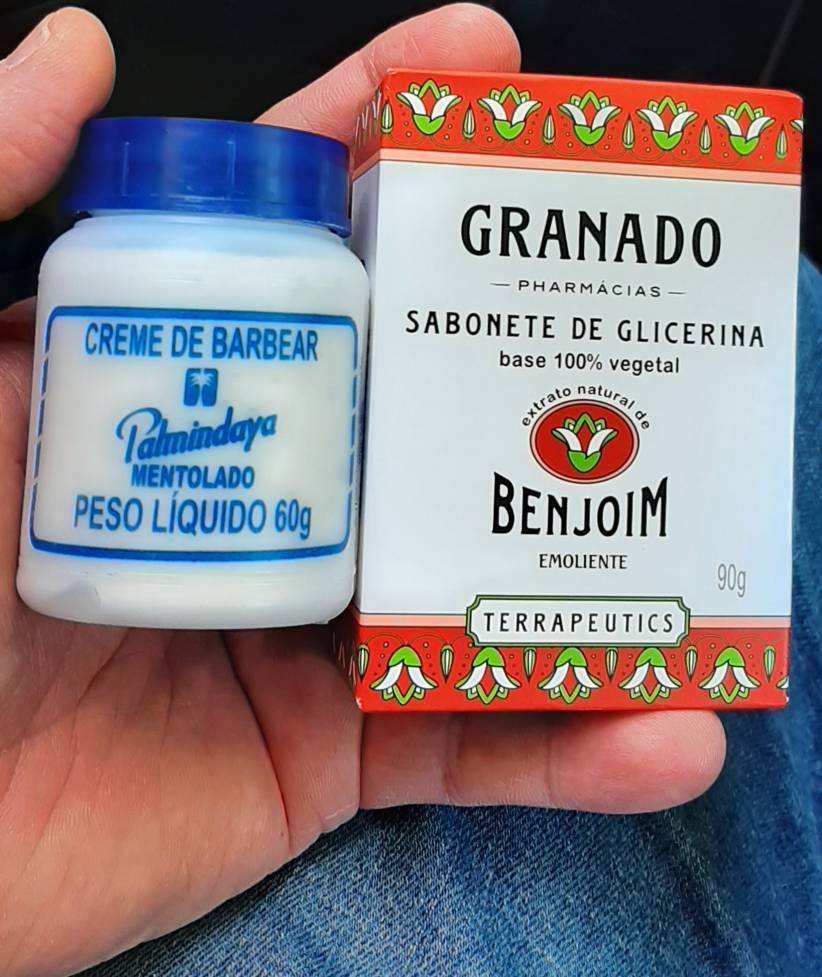 CREME DE BARBEAR
Palmindaya
MENTOLADO
PESO LÍQUIDO 60g
GRANADO
PHARMÁCIAS
SABONETE DE GLICERINA
base 100% vegetal
extrato natural de
BENJOIM
EMOLIENTE
90g
TERRAPEUTICS